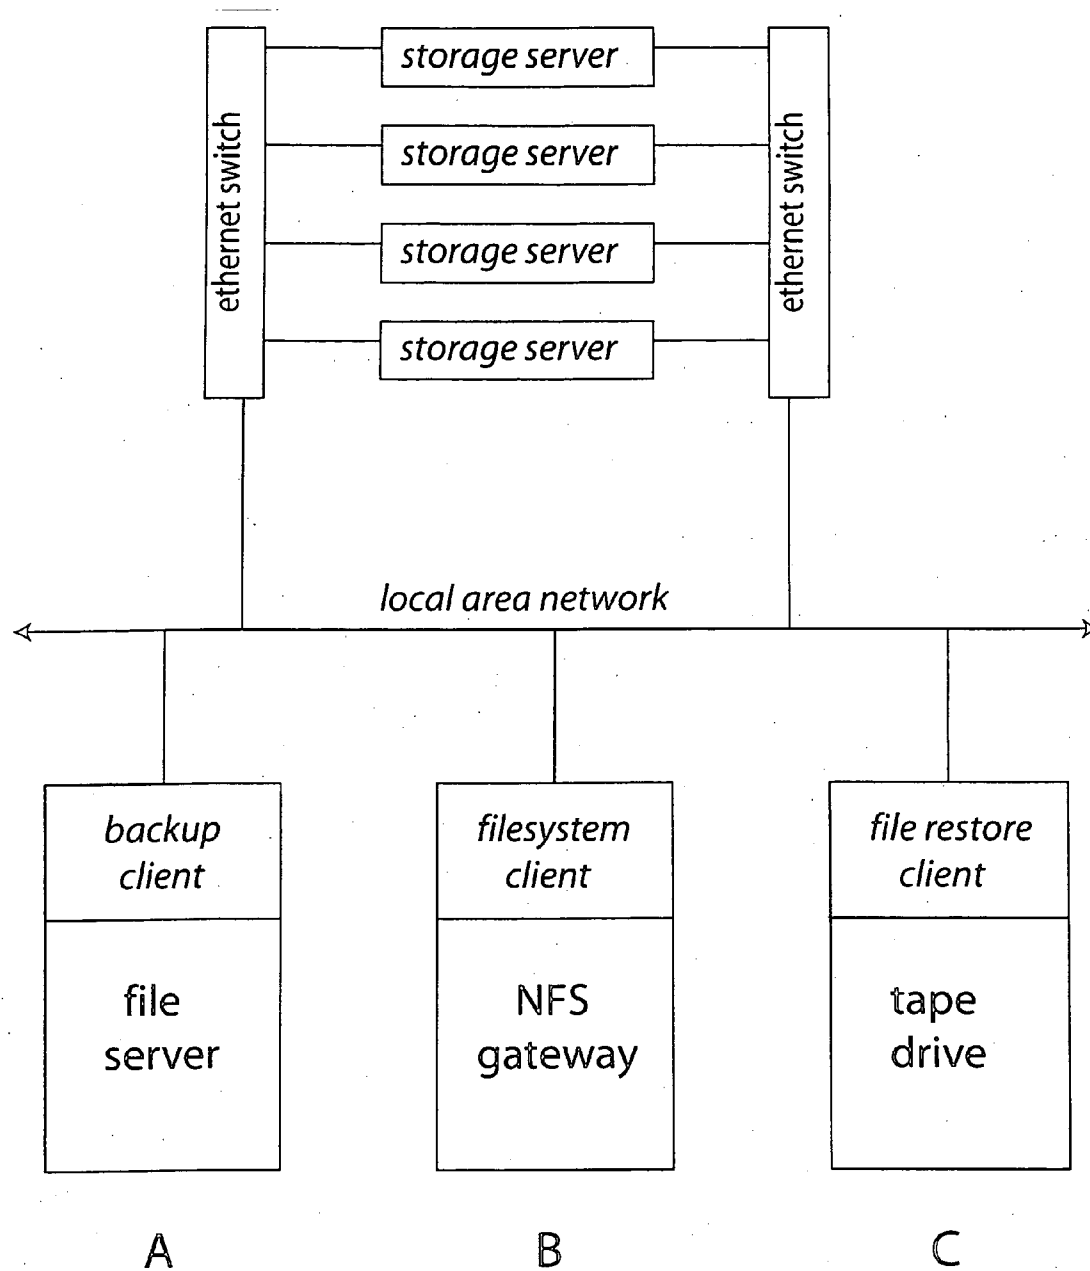 storage server
storage server
storage server
storage server
ethernet switch
ethernet switch
local area network
backup
client
filesystem
client
file restore
client
file
server
NFS
gateway
tape
drive
A
B
C